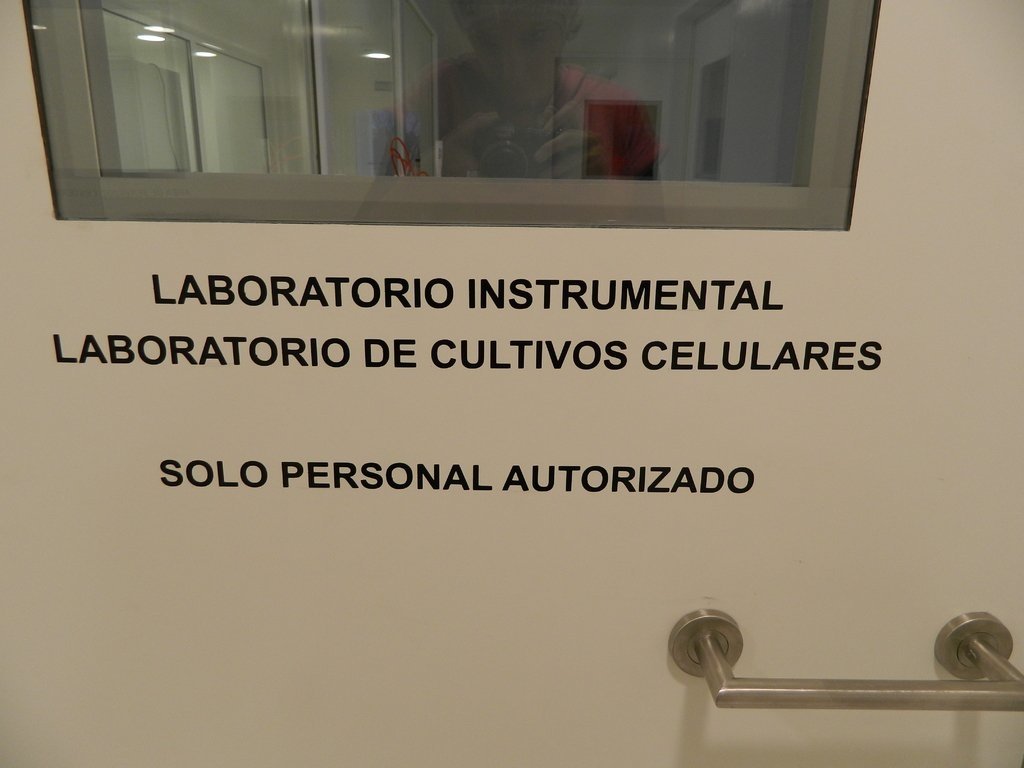 LABORATORIO INSTRUMENTAL
LABORATORIO DE CULTIVOS CELULARES
SOLO PERSONAL AUTORIZADO